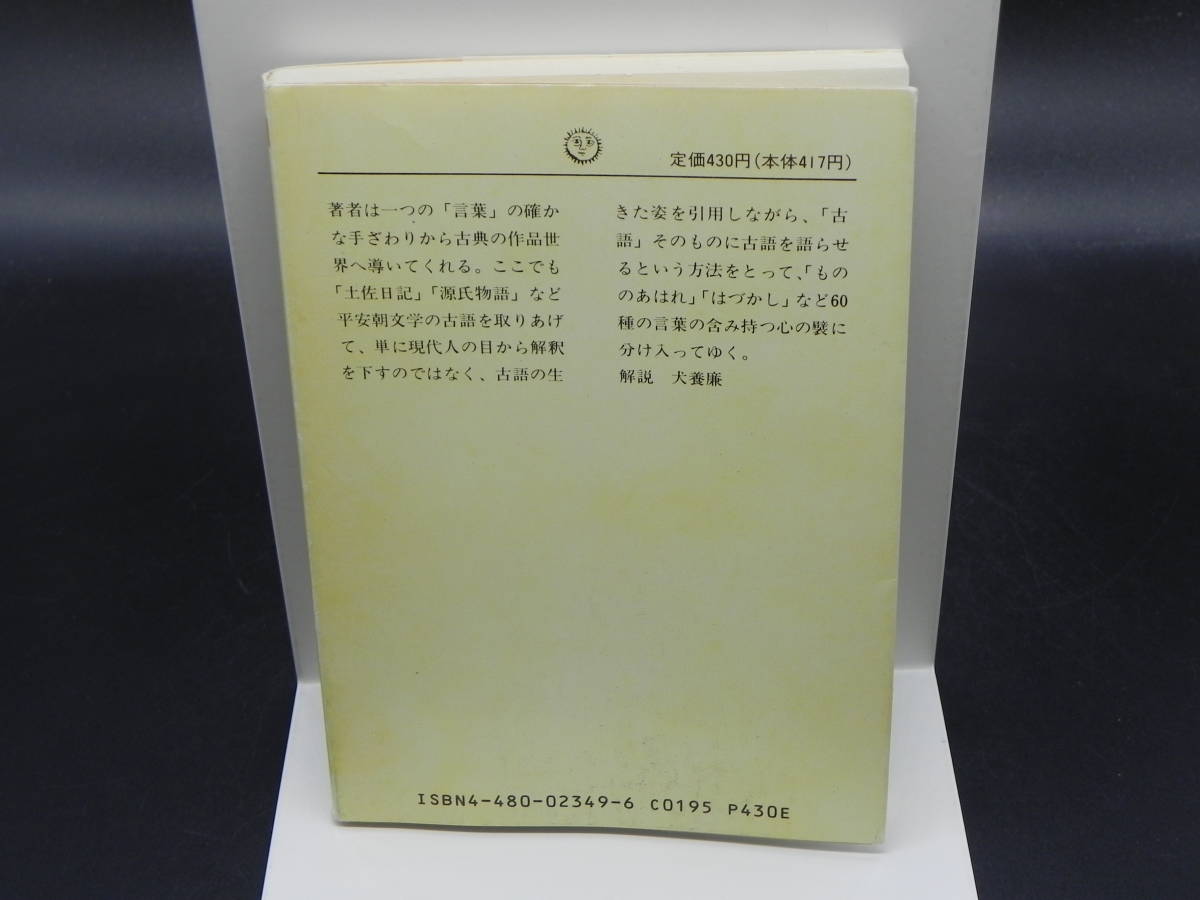 定価430円(本体417円)
著者は一つの「言葉」の確か
な手ざわりから古典の作品世
界へ導いてくれる。ここでも
「土佐日記」「源氏物語」など
平安朝文学の古語を取りあげ
て、単に現代人の目から解釈
を下すのではなく、古語の生
きた姿を引用しながら、「古
語」そのものに古語を語らせ
るという方法をとって、「もの
のあはれ」「はづかし」など60
種の言葉の含み持つ心の襞に
分け入ってゆく。
解説 犬養廉
ISBN4-480-02349-6 C0195 P430E